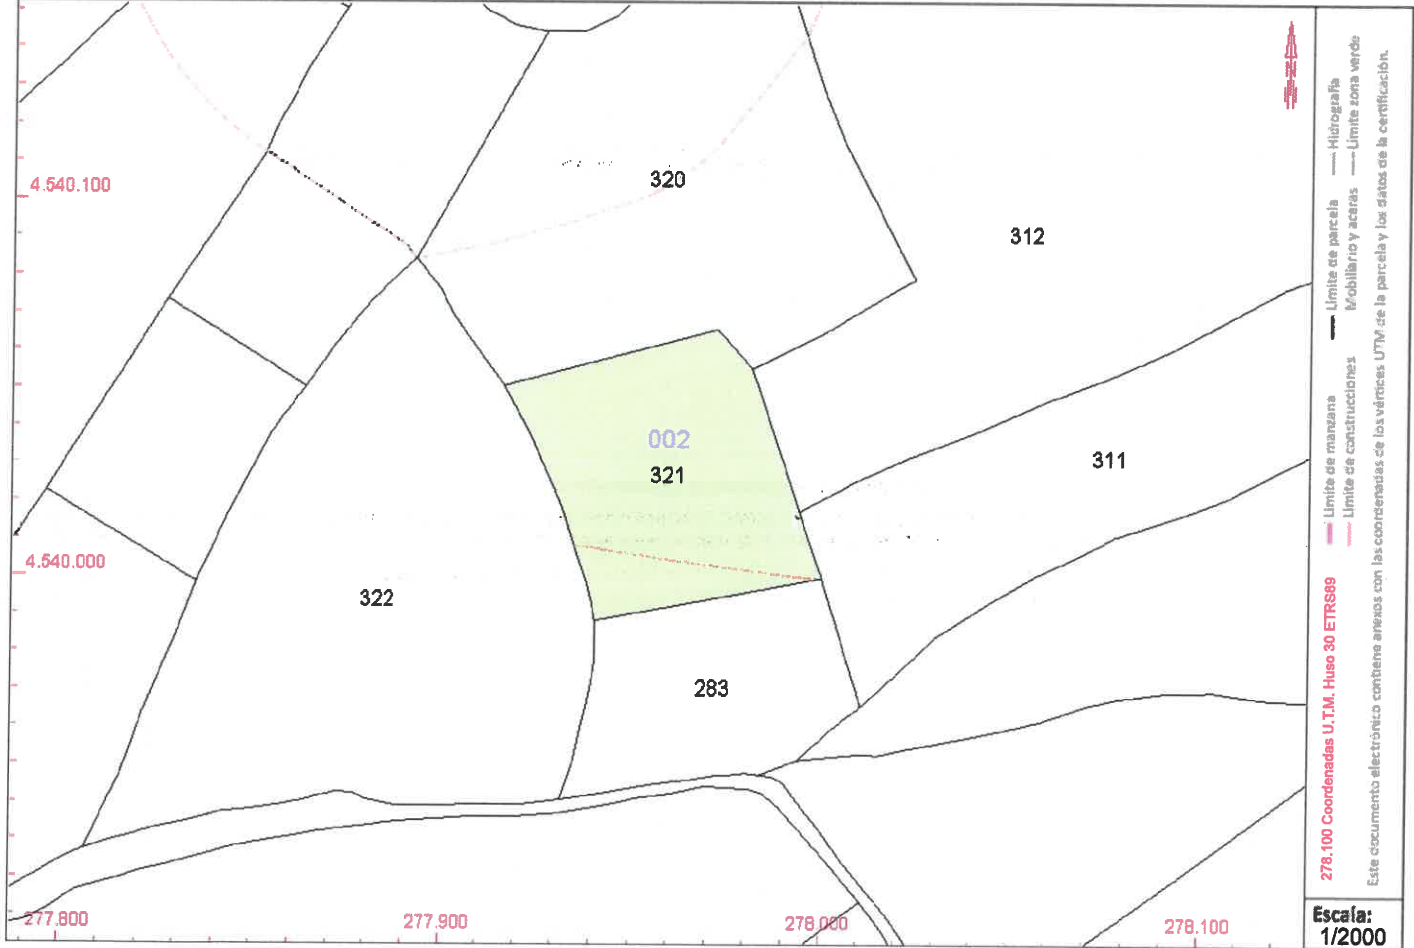 320
4.540.100
312
002
321
311
4.540.000
322
283
277.800
277.900
278.000
278.100
278.100 Coordenadas U.T.M. Huso 30 ETRS89
Límite de manzana
Límite de parcela
Hidrografía
Límite de construcciones
Mobiliario y aceras
Límite zona verde
Este documento electrónico contiene anexos con las coordenadas de los vértices UTM de la parcela y los datos de la certificación.
Escala:
1/2000